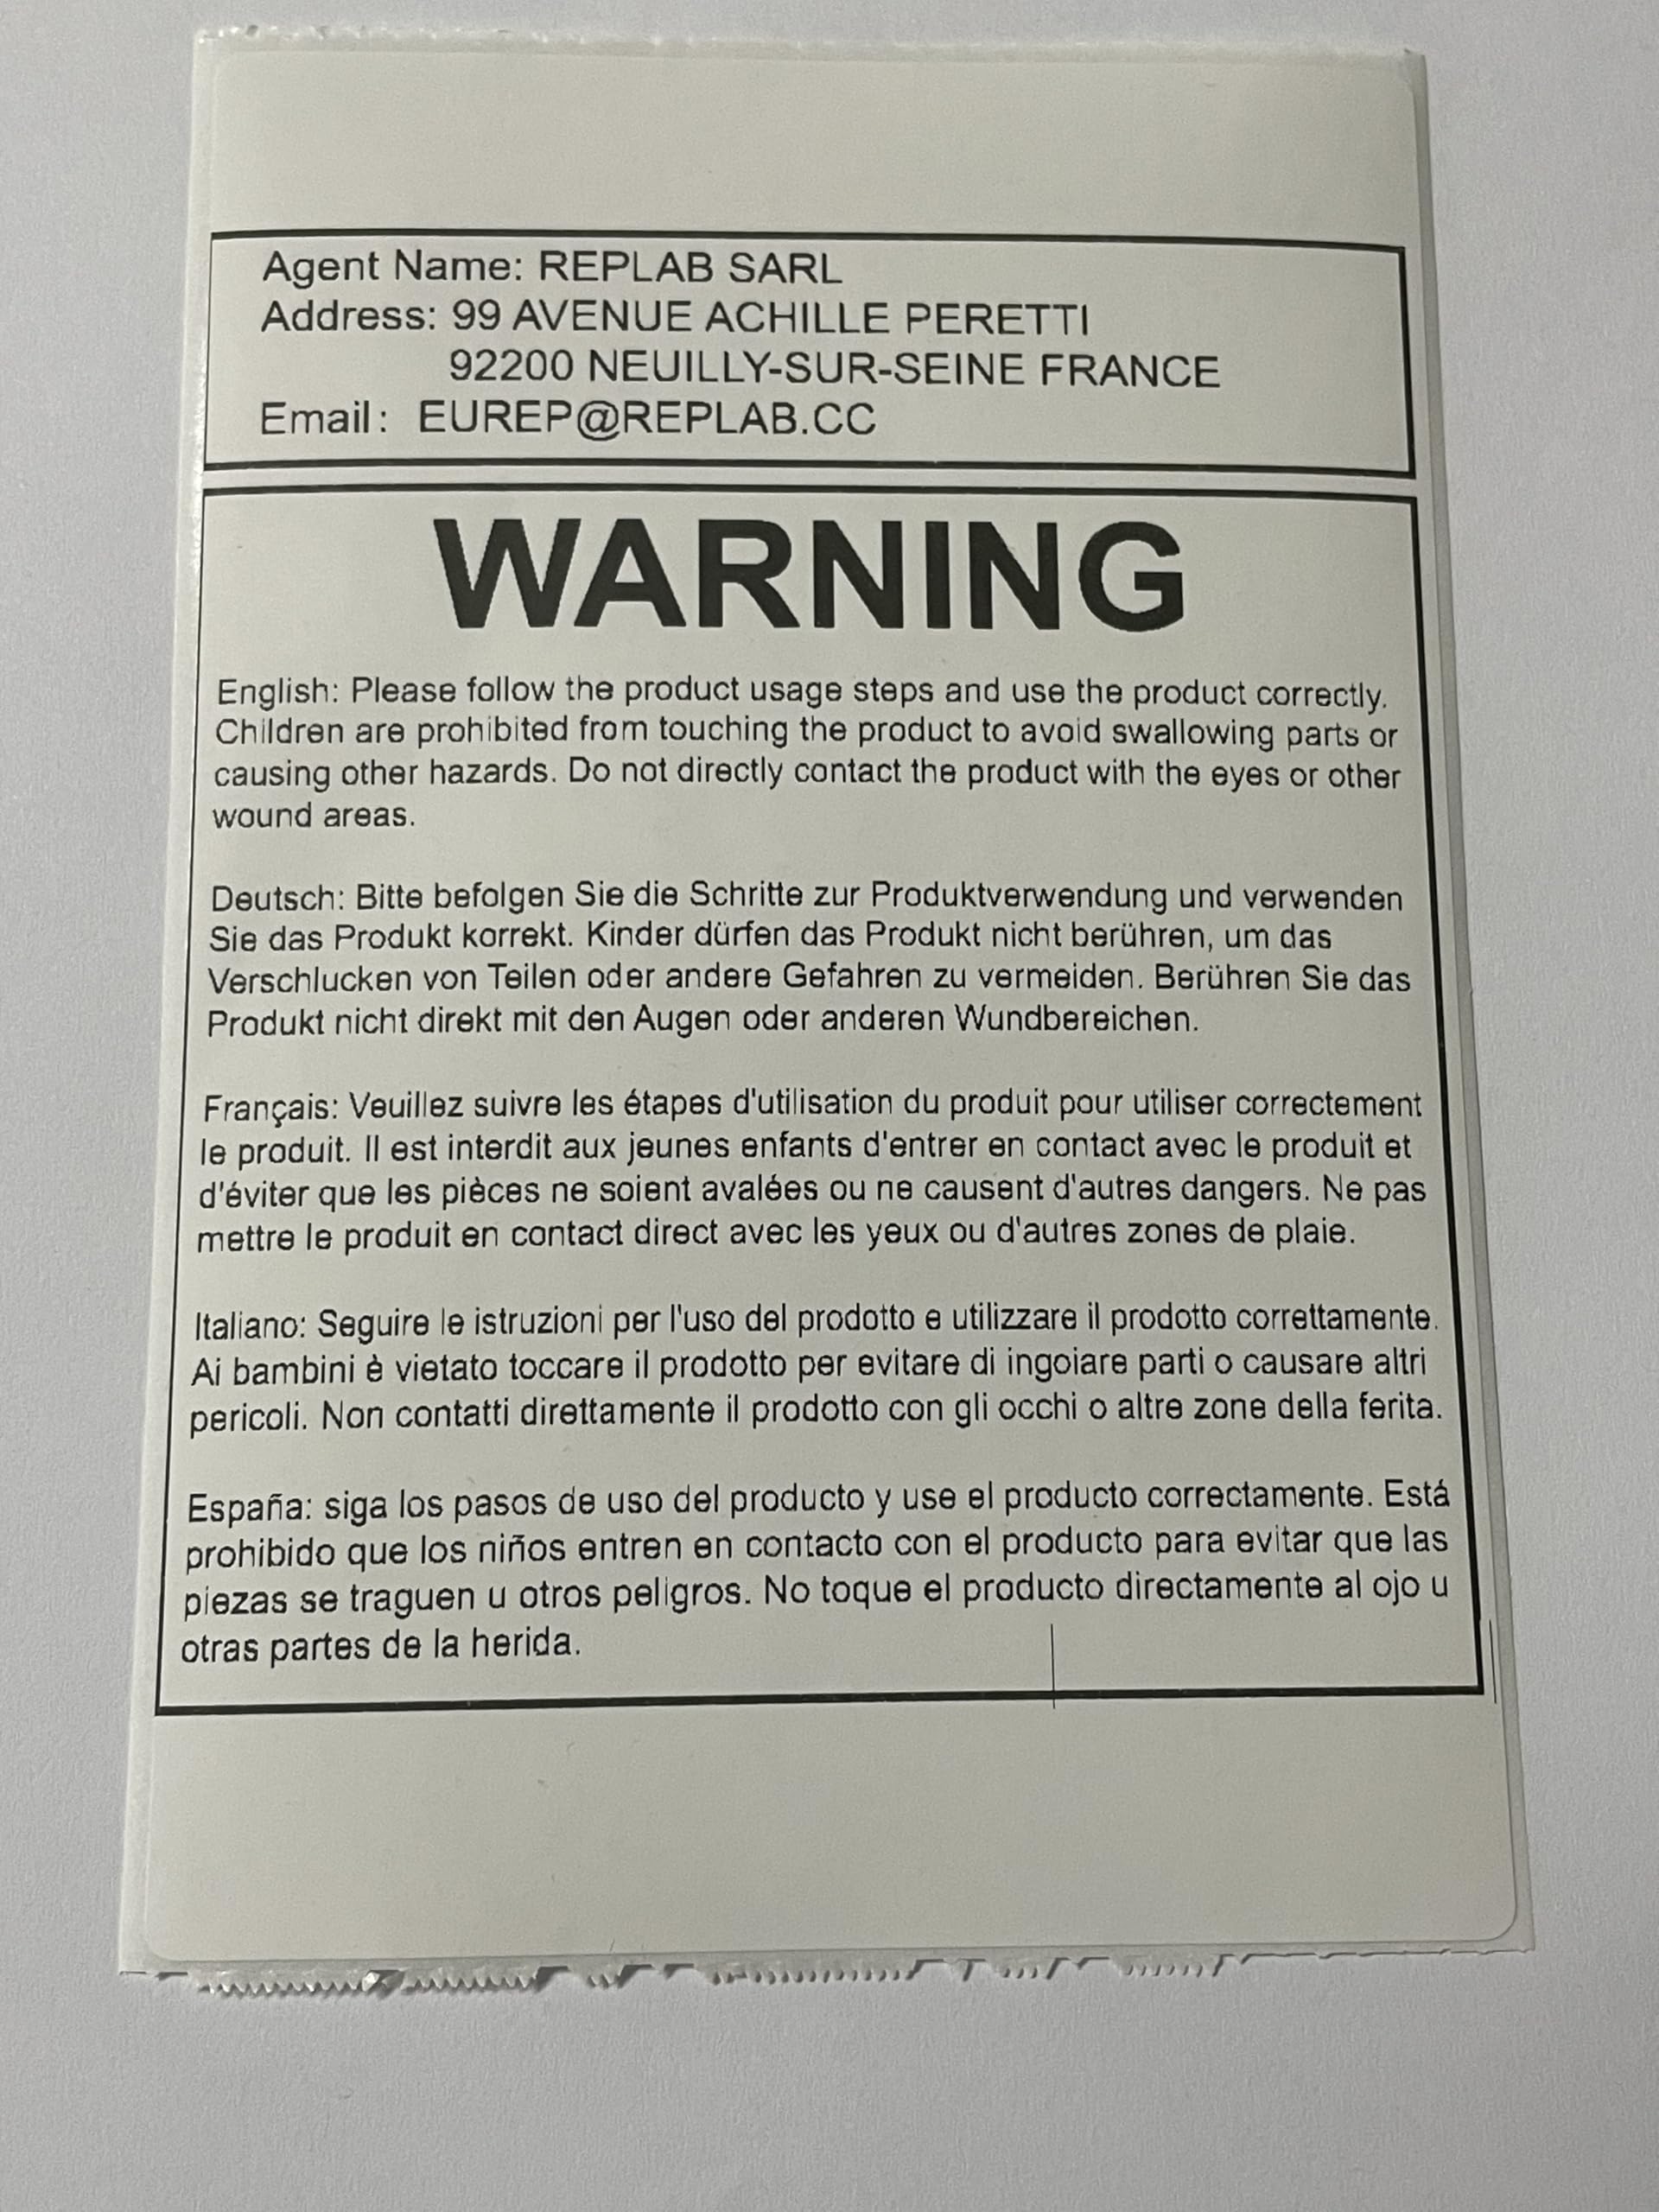 Agent Name: REPLAB SARL
Address: 99 AVENUE ACHILLE PERETTI
92200 NEUILLY-SUR-SEINE FRANCE
Email: EUREP@REPLAB.CC
WARNING
English: Please follow the product usage steps and use the product correctly.
Children are prohibited from touching the product to avoid swallowing parts or
causing other hazards. Do not directly contact the product with the eyes or other
wound areas.
Deutsch: Bitte befolgen Sie die Schritte zur Produktverwendung und verwenden
Sie das Produkt korrekt. Kinder dürfen das Produkt nicht berühren, um das
Verschlucken von Teilen oder andere Gefahren zu vermeiden. Berühren Sie das
Produkt nicht direkt mit den Augen oder anderen Wundbereichen.
Français: Veuillez suivre les étapes d'utilisation du produit pour utiliser correctement
le produit. Il est interdit aux jeunes enfants d'entrer en contact avec le produit et
d'éviter que les pièces ne soient avalées ou ne causent d'autres dangers. Ne pas
mettre le produit en contact direct avec les yeux ou d'autres zones de plaie.
Italiano: Seguire le istruzioni per l'uso del prodotto e utilizzare il prodotto correttamente.
Ai bambini è vietato toccare il prodotto per evitare di ingoiare parti o causare altri
pericoli. Non contatti direttamente il prodotto con gli occhi o altre zone della ferita.
España: siga los pasos de uso del producto y use el producto correctamente. Está
prohibido que los niños entren en contacto con el producto para evitar que las
piezas se traguen u otros peligros. No toque el producto directamente al ojo u
otras partes de la herida.